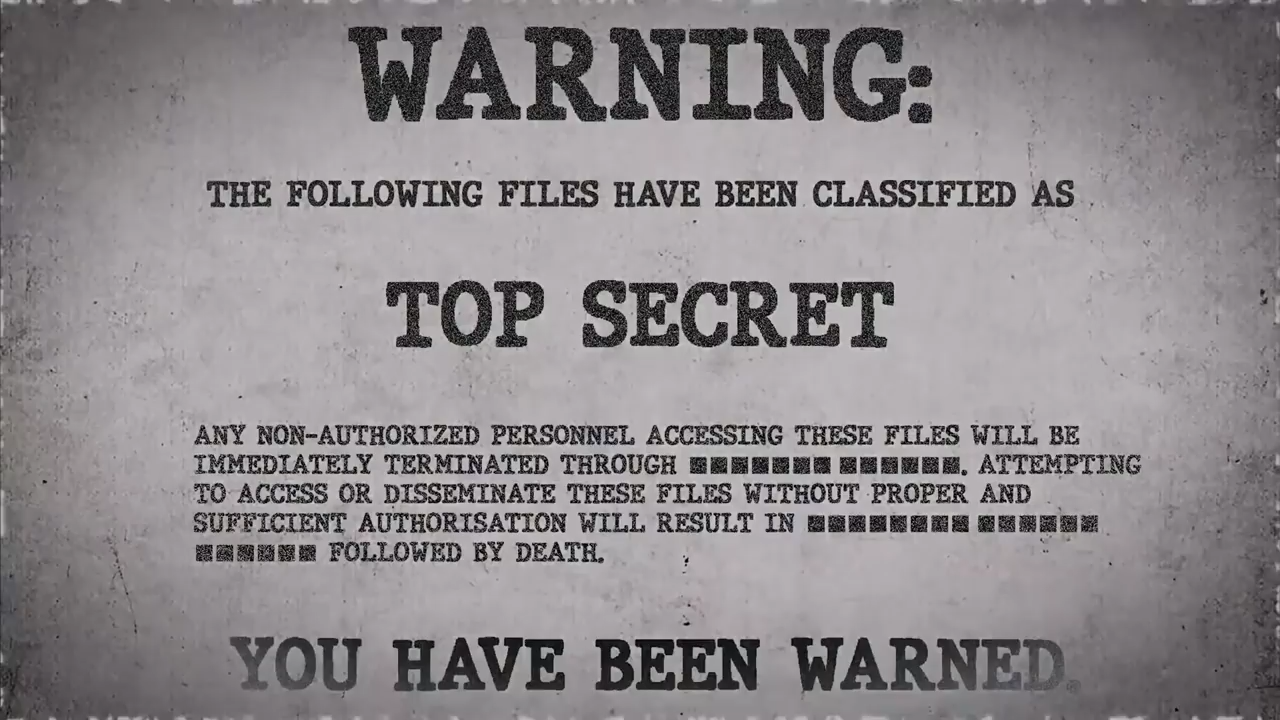 WARNING:
THE FOLLOWING FILES HAVE BEEN CLASSIFIED AS
TOP SECRET
ANY NON-AUTHORIZED PERSONNEL ACCESSING THESE FILES WILL BE
IMMEDIATELY TERMINATED THROUGH ■■■■■■■ ■■■■■■. ATTEMPTING
TO ACCESS OR DISSEMINATE THESE FILES WITHOUT PROPER AND
SUFFICIENT AUTHORISATION WILL RESULT IN ■■■■■■■■ ■■■■■■
■■■■■■ FOLLOWED BY DEATH.
YOU HAVE BEEN WARNED.